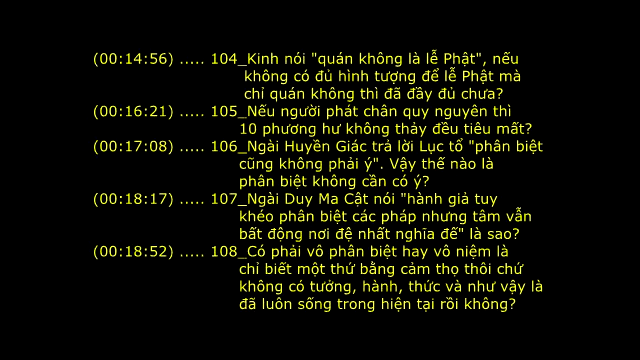 (00:14:56) ..... 104_Kinh nói "quán không là lễ Phật", nếu
không có đủ hình tượng để lễ Phật mà
chỉ quán không thì đã đầy đủ chưa?
(00:16:21) ..... 105_Nếu người phát chân quy nguyên thì
10 phương hư không thảy đều tiêu mất?
(00:17:08) ..... 106_Ngài Huyền Giác trả lời Lục tổ "phân biệt
cũng không phải ý". Vậy thế nào là
phân biệt không cần có ý?
(00:18:17) ..... 107_Ngài Duy Ma Cật nói "hành giả tuy
khéo phân biệt các pháp nhưng tâm vẫn
bất động nơi đệ nhất nghĩa đế" là sao?
(00:18:52) ..... 108_Có phải vô phân biệt hay vô niệm là
chỉ biết một thứ bằng cảm thọ thôi chứ
không có tưởng, hành, thức và như vậy là
đã luôn sống trong hiện tại rồi không?